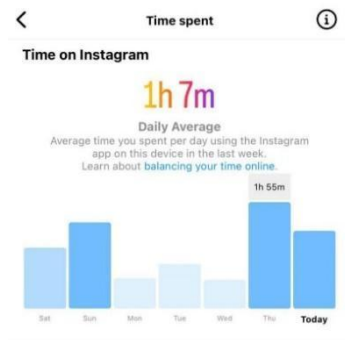 Time spent
Time on Instagram
1h 7m
Daily Average
Average time you spent per day using the Instagram
app on this device in the last week.
Learn about balancing your time online.
1h 55m
Sat Sun Mon Tue Wed Thu Today